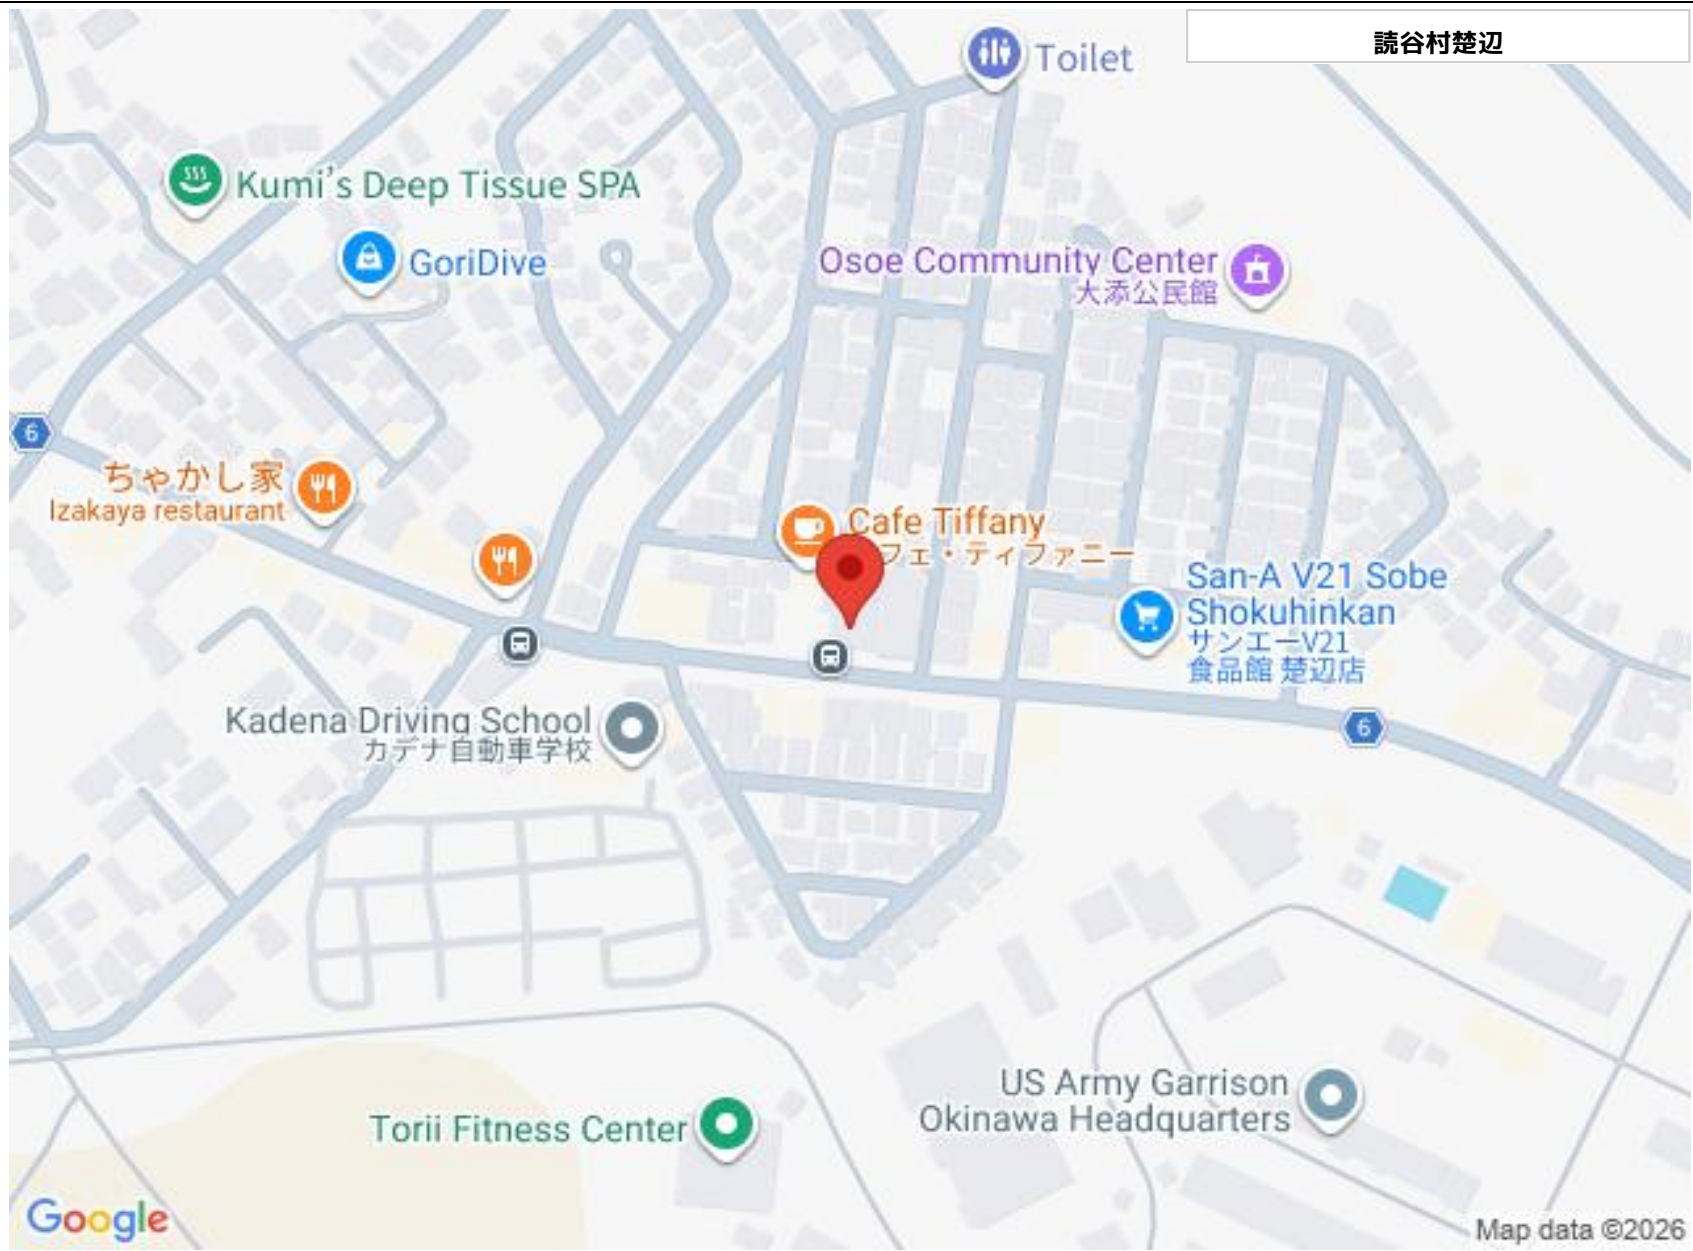 読谷村楚辺
Toilet
Kumi's Deep Tissue SPA
GoriDive
Osoe Community Center
大添公民館
6
ちゃかし家
Izakaya restaurant
Cafe Tiffany
フェ・ティファニー
San-A V21 Sobe
Shokuhinkan
サンエーV21
食品館 楚辺店
Kadena Driving School
カデナ自動車学校
6
US Army Garrison
Okinawa Headquarters
Torii Fitness Center
Google
Map data ©2026